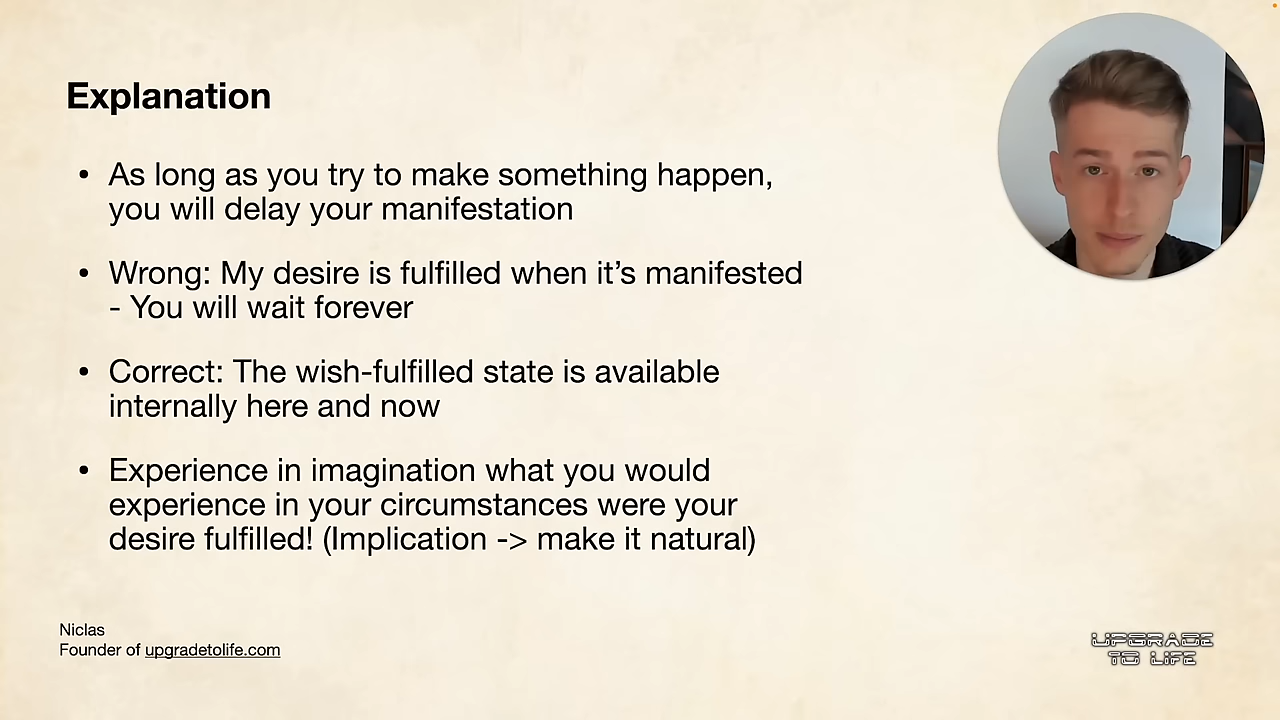 Explanation
• As long as you try to make something happen,
you will delay your manifestation
• Wrong: My desire is fulfilled when it’s manifested
- You will wait forever
• Correct: The wish-fulfilled state is available
internally here and now
• Experience in imagination what you would
experience in your circumstances were your
desire fulfilled! (Implication -> make it natural)
Niclas
Founder of upgradetolife.com
UPGRADE
TO LIFE